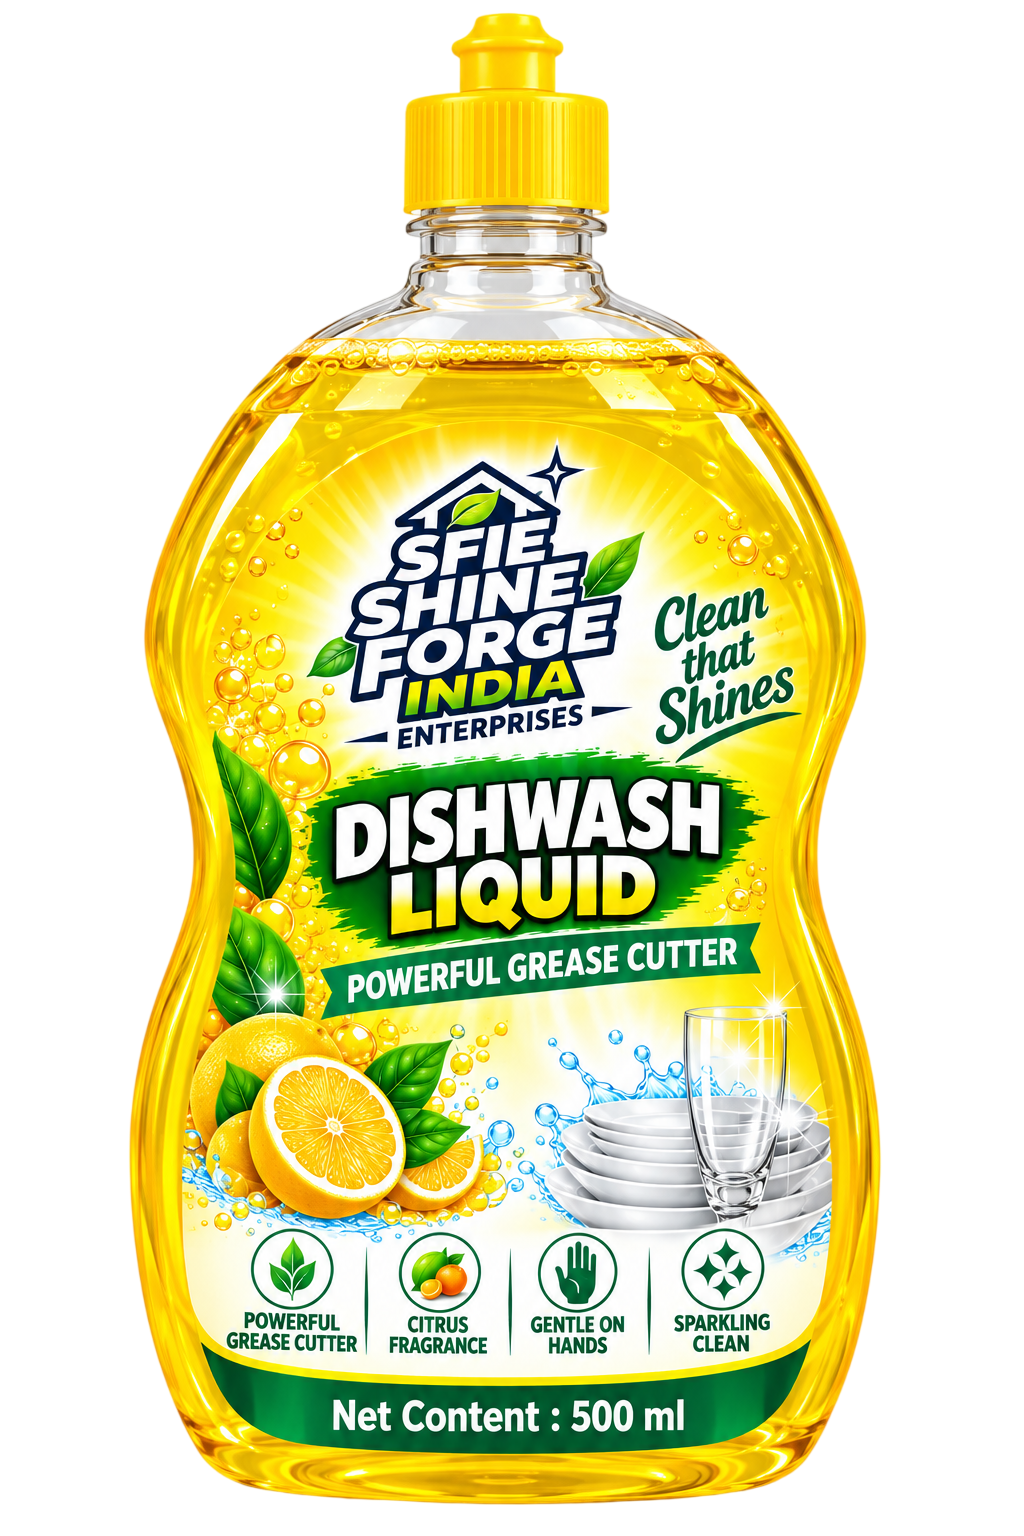 SFIE
SHINE
FORGE
INDIA
ENTERPRISES
Clean
that
Shines
DISHWASH
LIQUID
POWERFUL GREASE CUTTER
POWERFUL
GREASE CUTTER
CITRUS
FRAGRANCE
GENTLE ON
HANDS
SPARKLING
CLEAN
Net Content : 500 ml